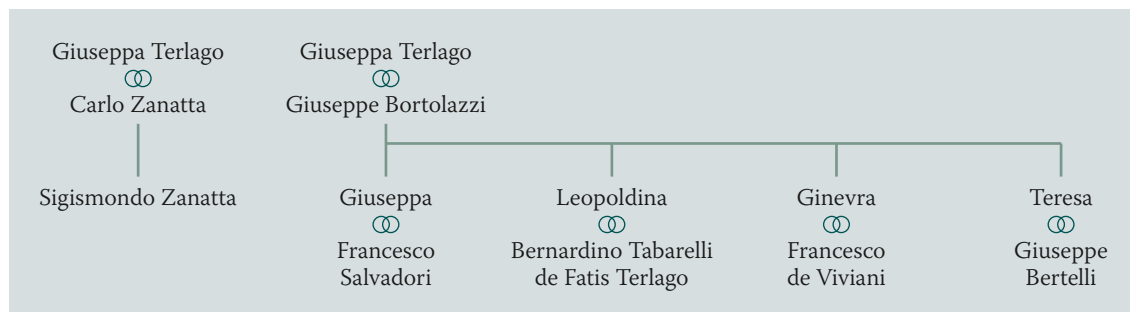 Giuseppa Terlago
Carlo Zanatta
Sigismondo Zanatta
Giuseppa Terlago
Giuseppe Bortolazzi
Giuseppa
Francesco
Salvadori
Leopoldina
Bernardino Tabarelli
de Fatis Terlago
Ginevra
Francesco
de Viviani
Teresa
Giuseppe
Bertelli